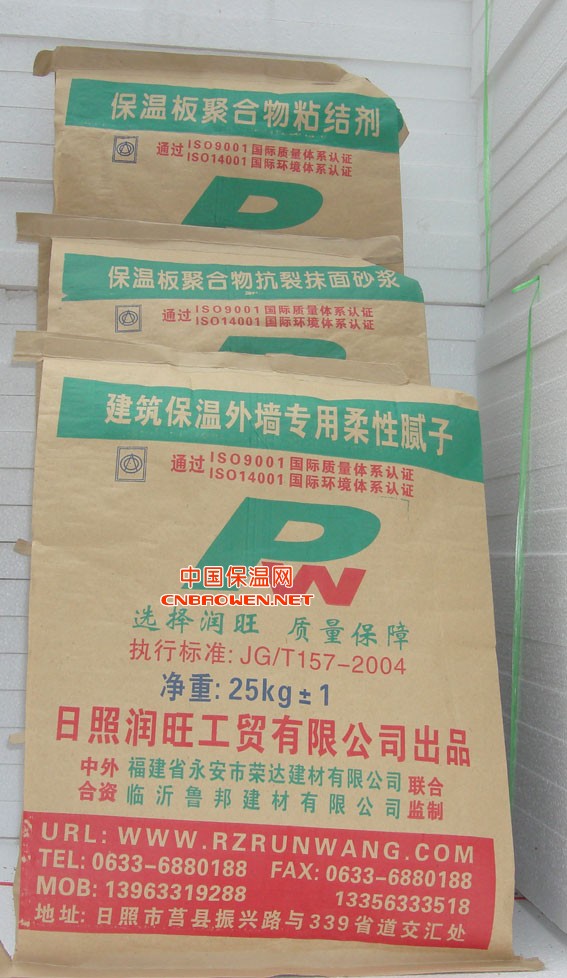 保温板聚合物粘结剂
通过 ISO9001国际质量体系认证
ISO14001国际环境体系认证
P
保温板聚合物抗裂抹面砂浆
通过 ISO9001国际质量体系认证
ISO14001国际环境体系认证
建筑保温外墙专用柔性腻子
通过 ISO9001国际质量体系认证
ISO14001国际环境体系认证
中国保温网
CNBAOWEN.NET
选择润旺 质量保障
执行标准: JG/T157-2004
净重: 25kg±1
日照润旺工贸有限公司出品
中外合资 福建省永安市荣达建材有限公司 联合监制
临沂鲁邦建材有限公司
URL: WWW.RZRUNWANG.COM
TEL: 0633-6880188 FAX: 0633-6880188
MOB: 13963319288 13356333518
地址: 日照市莒县振兴路与339省道交汇处